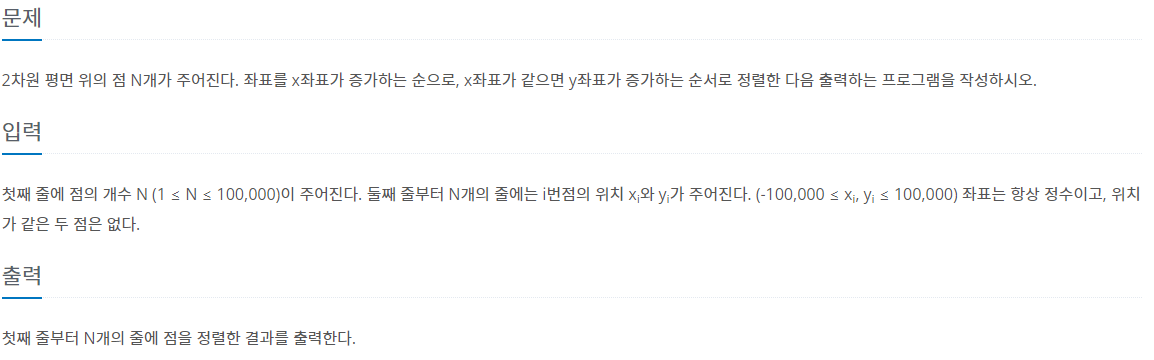 문제
2차원 평면 위의 점 N개가 주어진다. 좌표를 x좌표가 증가하는 순으로, x좌표가 같으면 y좌표가 증가하는 순서로 정렬한 다음 출력하는 프로그램을 작성하시오.
입력
첫째 줄에 점의 개수 N (1 ≤ N ≤ 100,000)이 주어진다. 둘째 줄부터 N개의 줄에는 i번점의 위치 xᵢ와 yᵢ가 주어진다. (-100,000 ≤ xᵢ, yᵢ ≤ 100,000) 좌표는 항상 정수이고, 위치
가 같은 두 점은 없다.
출력
첫째 줄부터 N개의 줄에 점을 정렬한 결과를 출력한다.